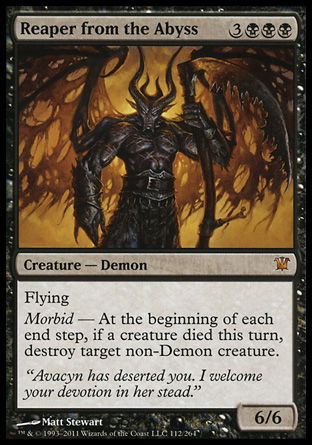 Reaper from the Abyss 3
Creature — Demon
Flying
Morbid — At the beginning of each
end step, if a creature died this turn,
destroy target non-Demon creature.
“Avacyn has deserted you. I welcome
your devotion in her stead.”
Matt Stewart
™ & © 1993–2011 Wizards of the Coast LLC 112/264
6/6